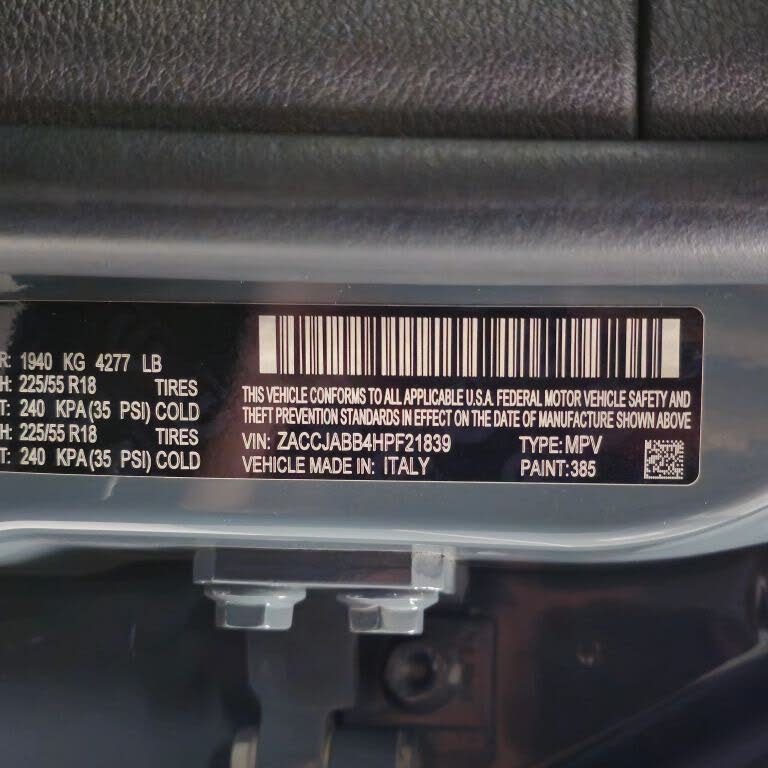 R: 1940 KG 4277 LB
H: 225/55 R18 TIRES
T: 240 KPA(35 PSI) COLD
H: 225/55 R18 TIRES
T: 240 KPA(35 PSI) COLD
THIS VEHICLE CONFORMS TO ALL APPLICABLE U.S.A. FEDERAL MOTOR VEHICLE SAFETY AND
THEFT PREVENTION STANDARDS IN EFFECT ON THE DATE OF MANUFACTURE SHOWN ABOVE
VIN: ZACCJABB4HPF21839 TYPE: MPV
VEHICLE MADE IN: ITALY PAINT: 385